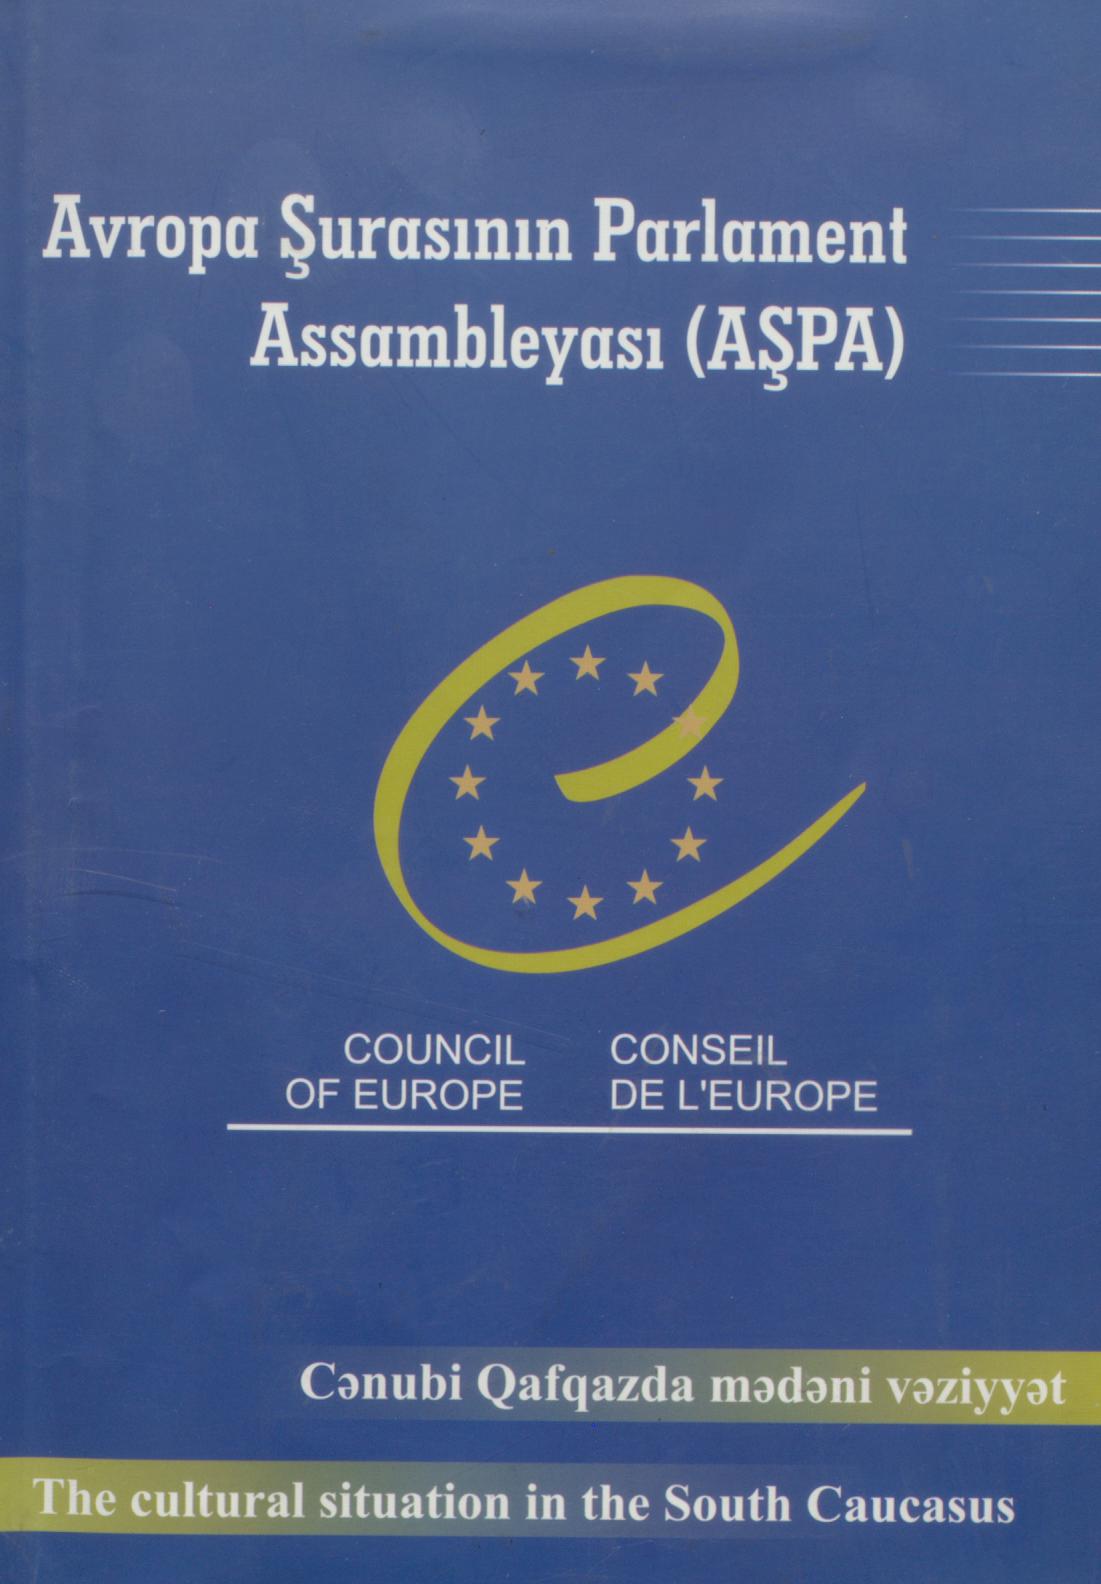 Avropa Şurasının Parlament
Assambleyası (AŞPA)
COUNCIL
OF EUROPE
CONSEIL
DE L'EUROPE
Cənubi Qafqazda mədəni vəziyyət
The cultural situation in the South Caucasus